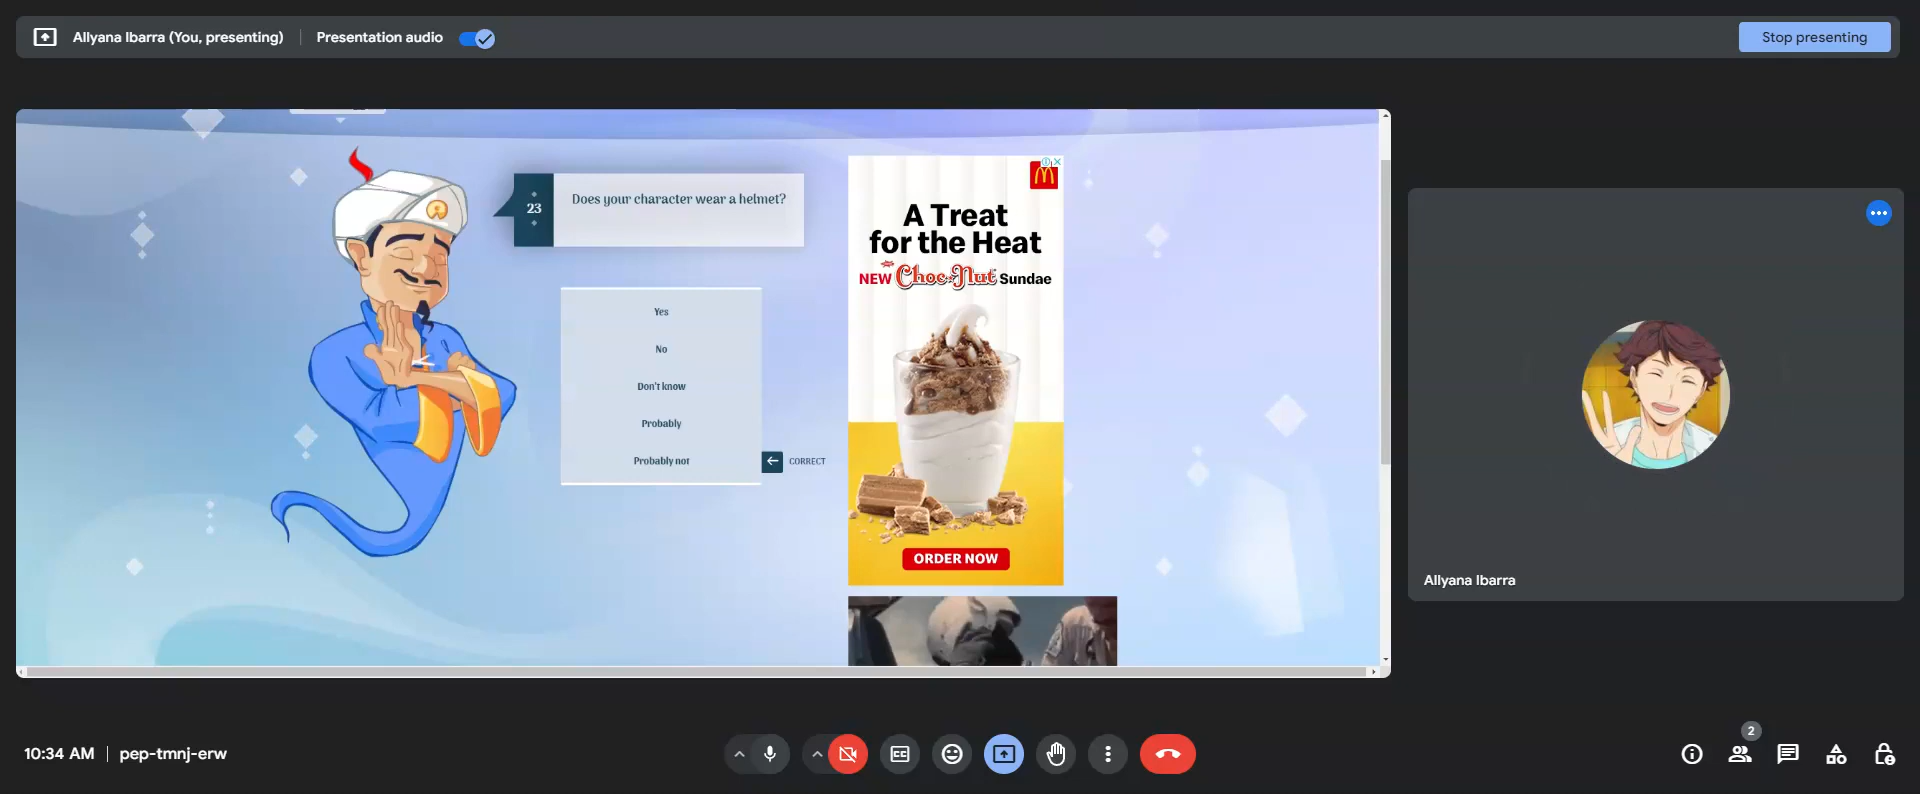 Allyana Ibarra (You, presenting)
Presentation audio
Stop presenting
23
Does your character wear a helmet?
Yes
No
Don't know
Probably
Probably not
CORRECT
A Treat
for the Heat
NEW Choc Nut Sundae
ORDER NOW
Allyana Ibarra
10:34 AM
pep-tmnj-erw
CC
2